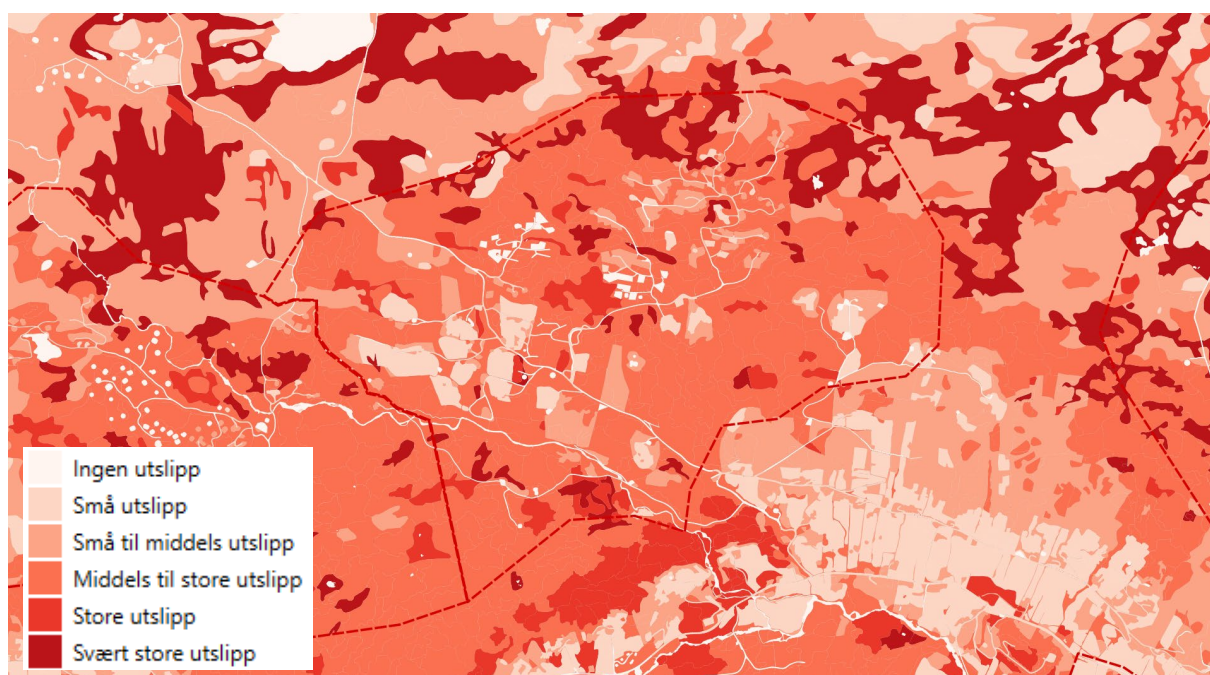 Ingen utslipp
Små utslipp
Små til middels utslipp
Middels til store utslipp
Store utslipp
Svært store utslipp